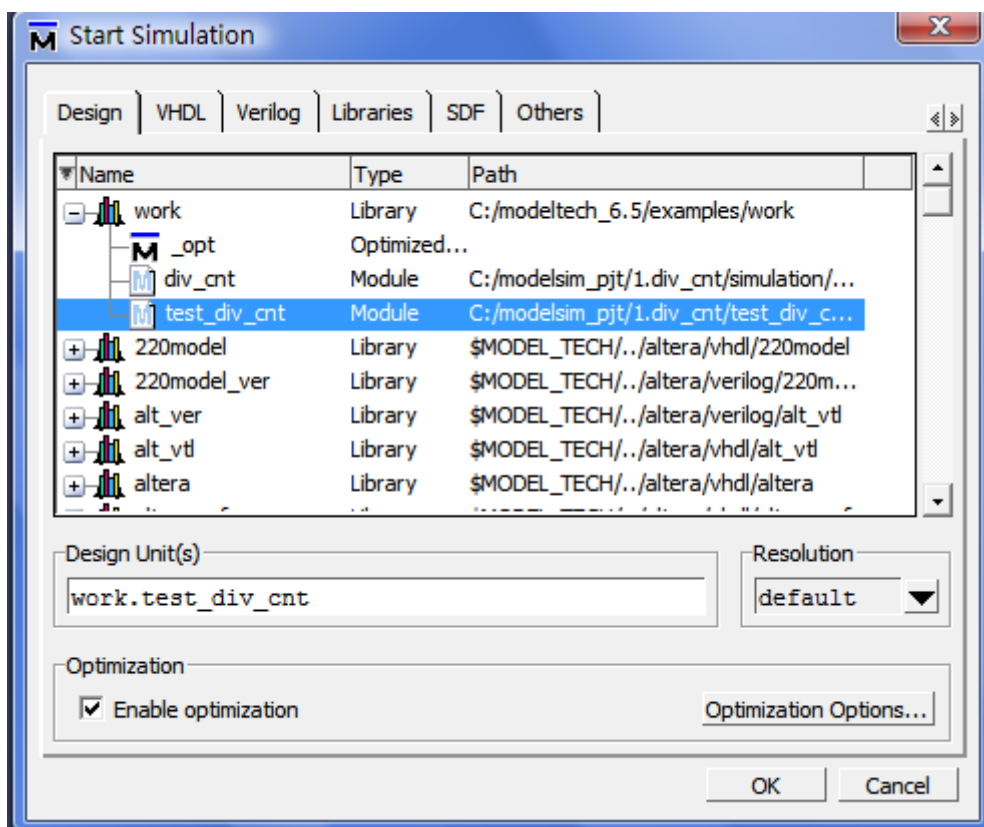 Start Simulation
Design VHDL Verilog Libraries SDF Others
Name Type Path
work Library C:/modeltech_6.5/examples/work
_opt Optimized...
div_cnt Module C:/modelsim_pjt/1.div_cnt/simulation/...
test_div_cnt Module C:/modelsim_pjt/1.div_cnt/test_div_c...
220model Library $MODEL_TECH/../altera/vhdl/220model
220model_ver Library $MODEL_TECH/../altera/verilog/220m...
alt_ver Library $MODEL_TECH/../altera/verilog/alt_vtl
alt_vtl Library $MODEL_TECH/../altera/vhdl/alt_vtl
altera Library $MODEL_TECH/../altera/vhdl/altera
Design Unit(s) Resolution
work.test_div_cnt default
Optimization
Enable optimization Optimization Options...
OK Cancel